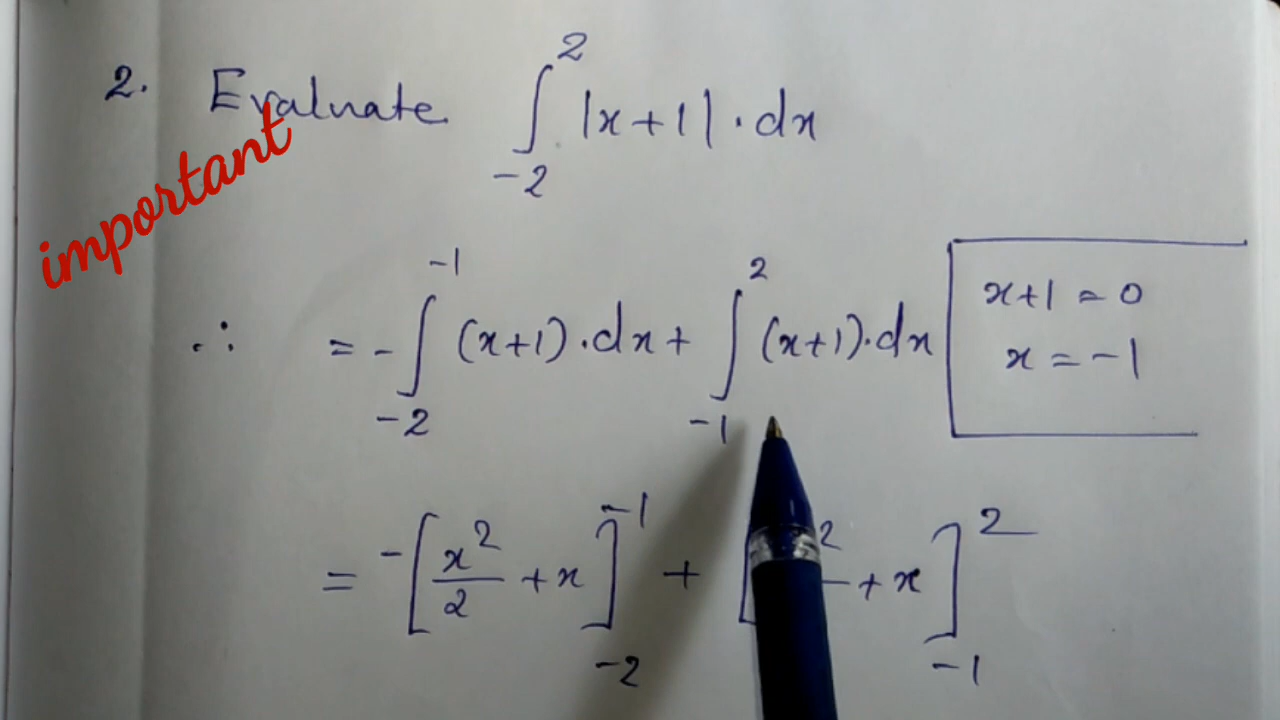 2. Evaluate ∫_{-2}^{2} |x+1|·dx
important
∴ = -∫_{-2}^{-1} (x+1)·dx + ∫_{-1}^{2} (x+1)·dx
x+1 = 0
x = -1
= -[x²/2 + x]_{-2}^{-1} + [ ² + x]_{-1}^{2}